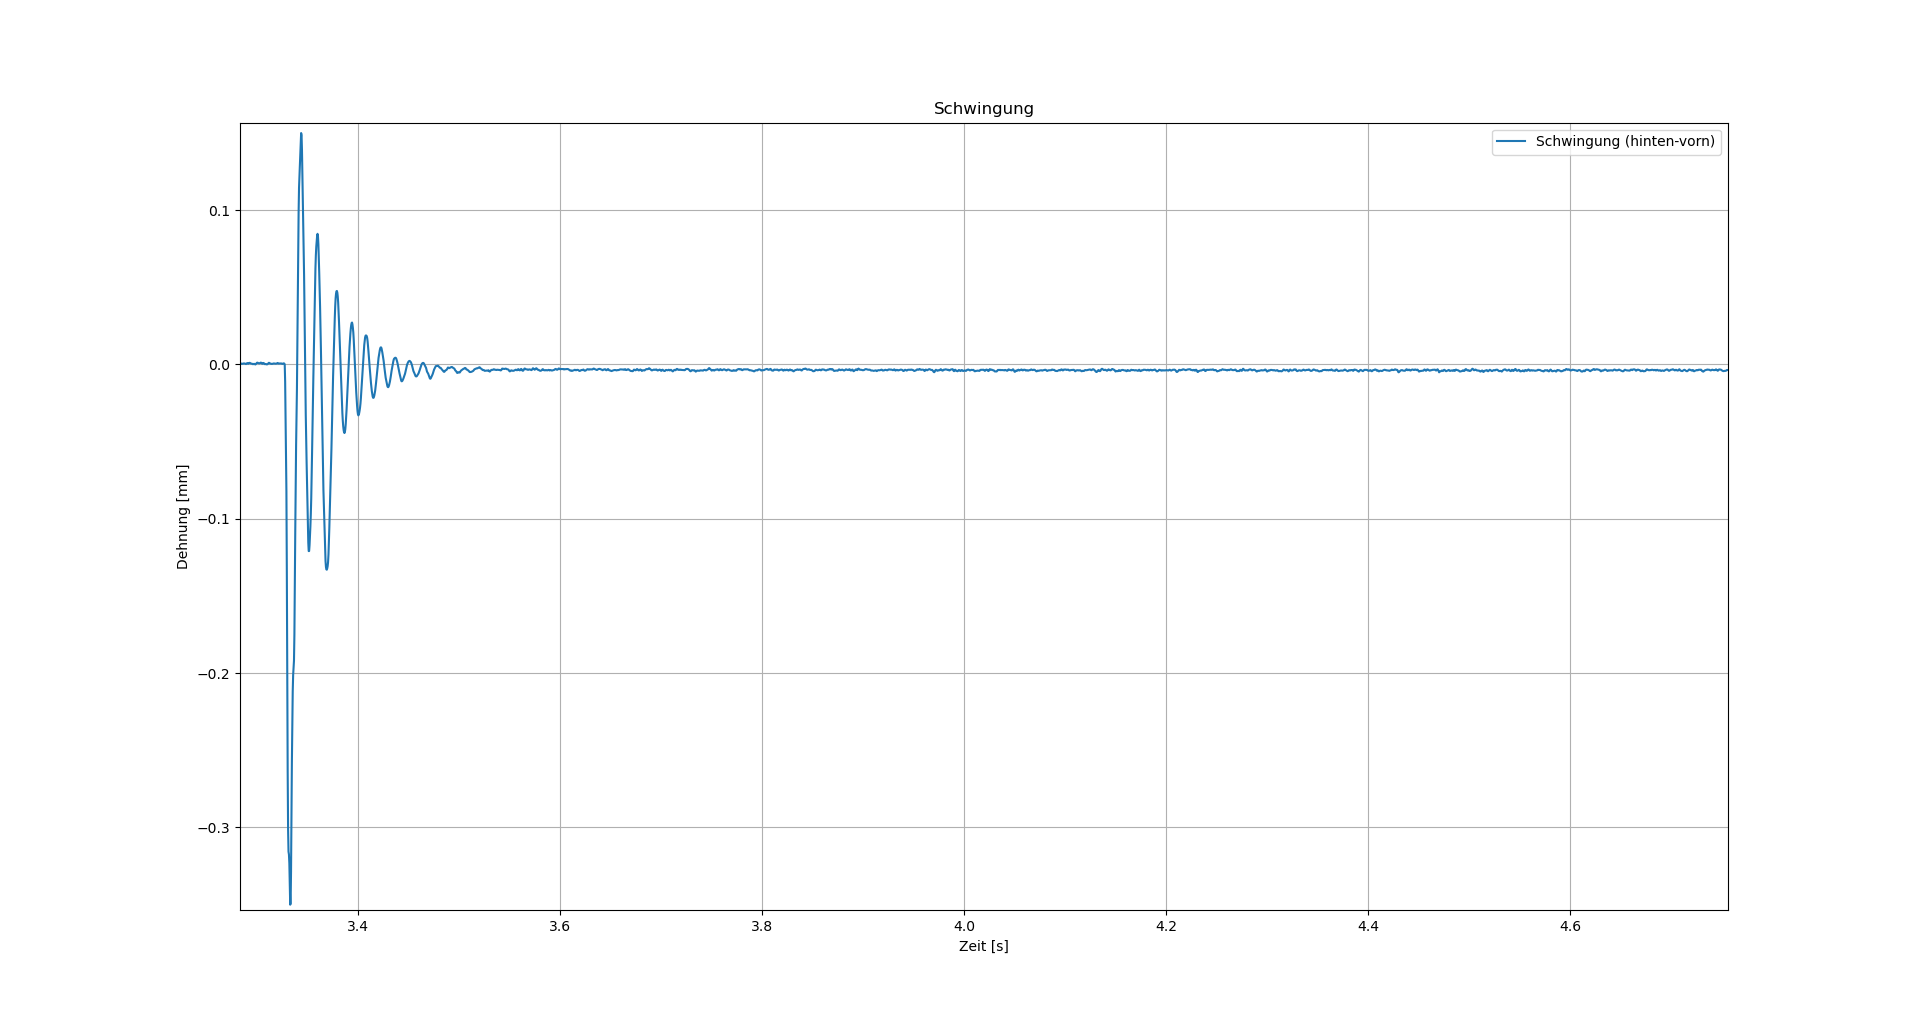 Schwingung
Schwingung (hinten-vorn)
0.1
0.0
−0.1
−0.2
−0.3
Dehnung [mm]
3.4 3.6 3.8 4.0 4.2 4.4 4.6
Zeit [s]